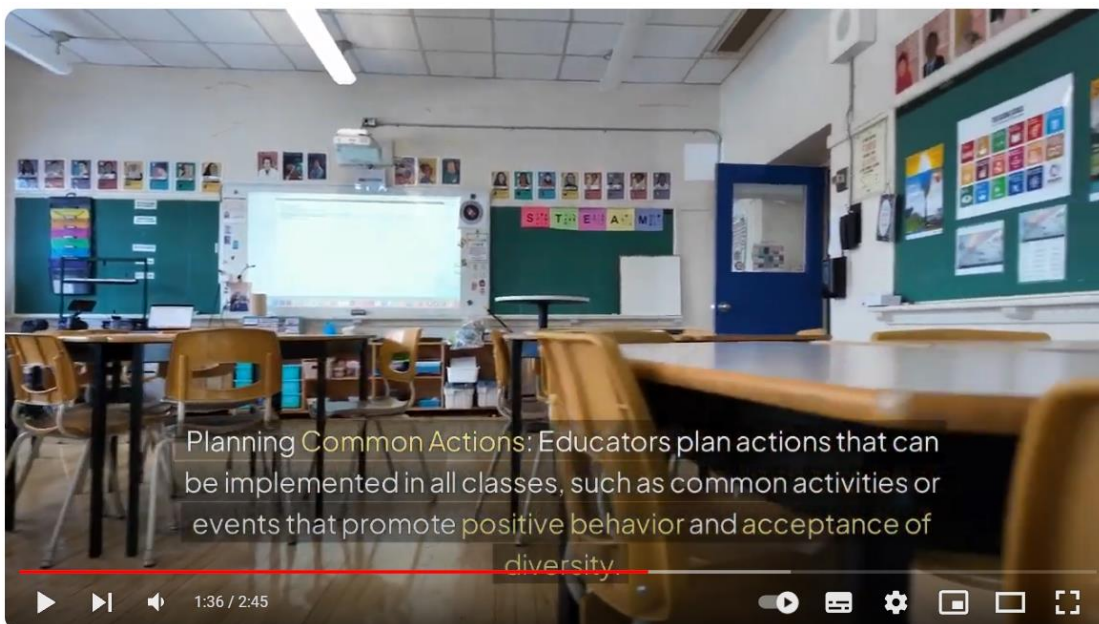 S T E A M
Planning Common Actions: Educators plan actions that can
be implemented in all classes, such as common activities or
events that promote positive behavior and acceptance of
diversity.
1:36 / 2:45